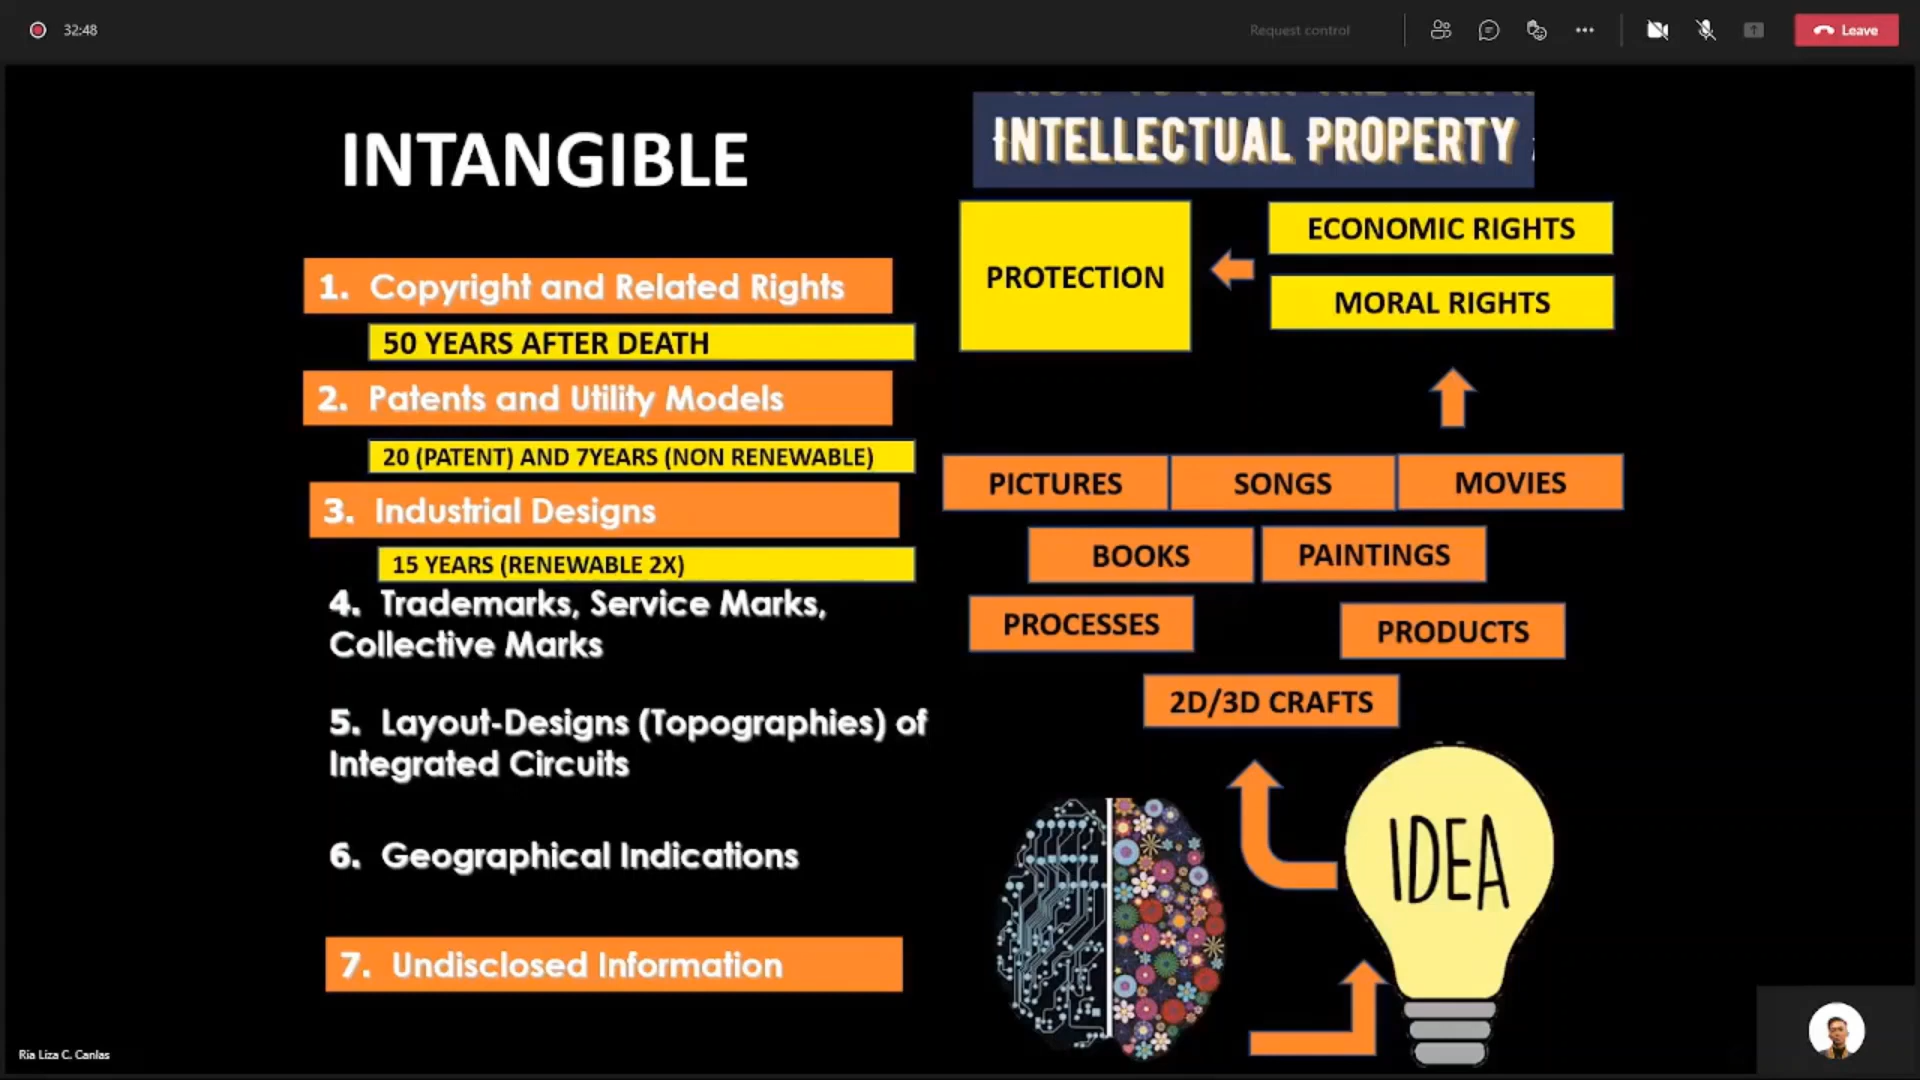 32:48
Request control
Leave
INTANGIBLE
1. Copyright and Related Rights
50 YEARS AFTER DEATH
2. Patents and Utility Models
20 (PATENT) AND 7YEARS (NON RENEWABLE)
3. Industrial Designs
15 YEARS (RENEWABLE 2X)
4. Trademarks, Service Marks,
Collective Marks
5. Layout-Designs (Topographies) of
Integrated Circuits
6. Geographical Indications
7. Undisclosed Information
INTELLECTUAL PROPERTY
PROTECTION
ECONOMIC RIGHTS
MORAL RIGHTS
PICTURES
SONGS
MOVIES
BOOKS
PAINTINGS
PROCESSES
PRODUCTS
2D/3D CRAFTS
IDEA
Ria Liza C. Canlas